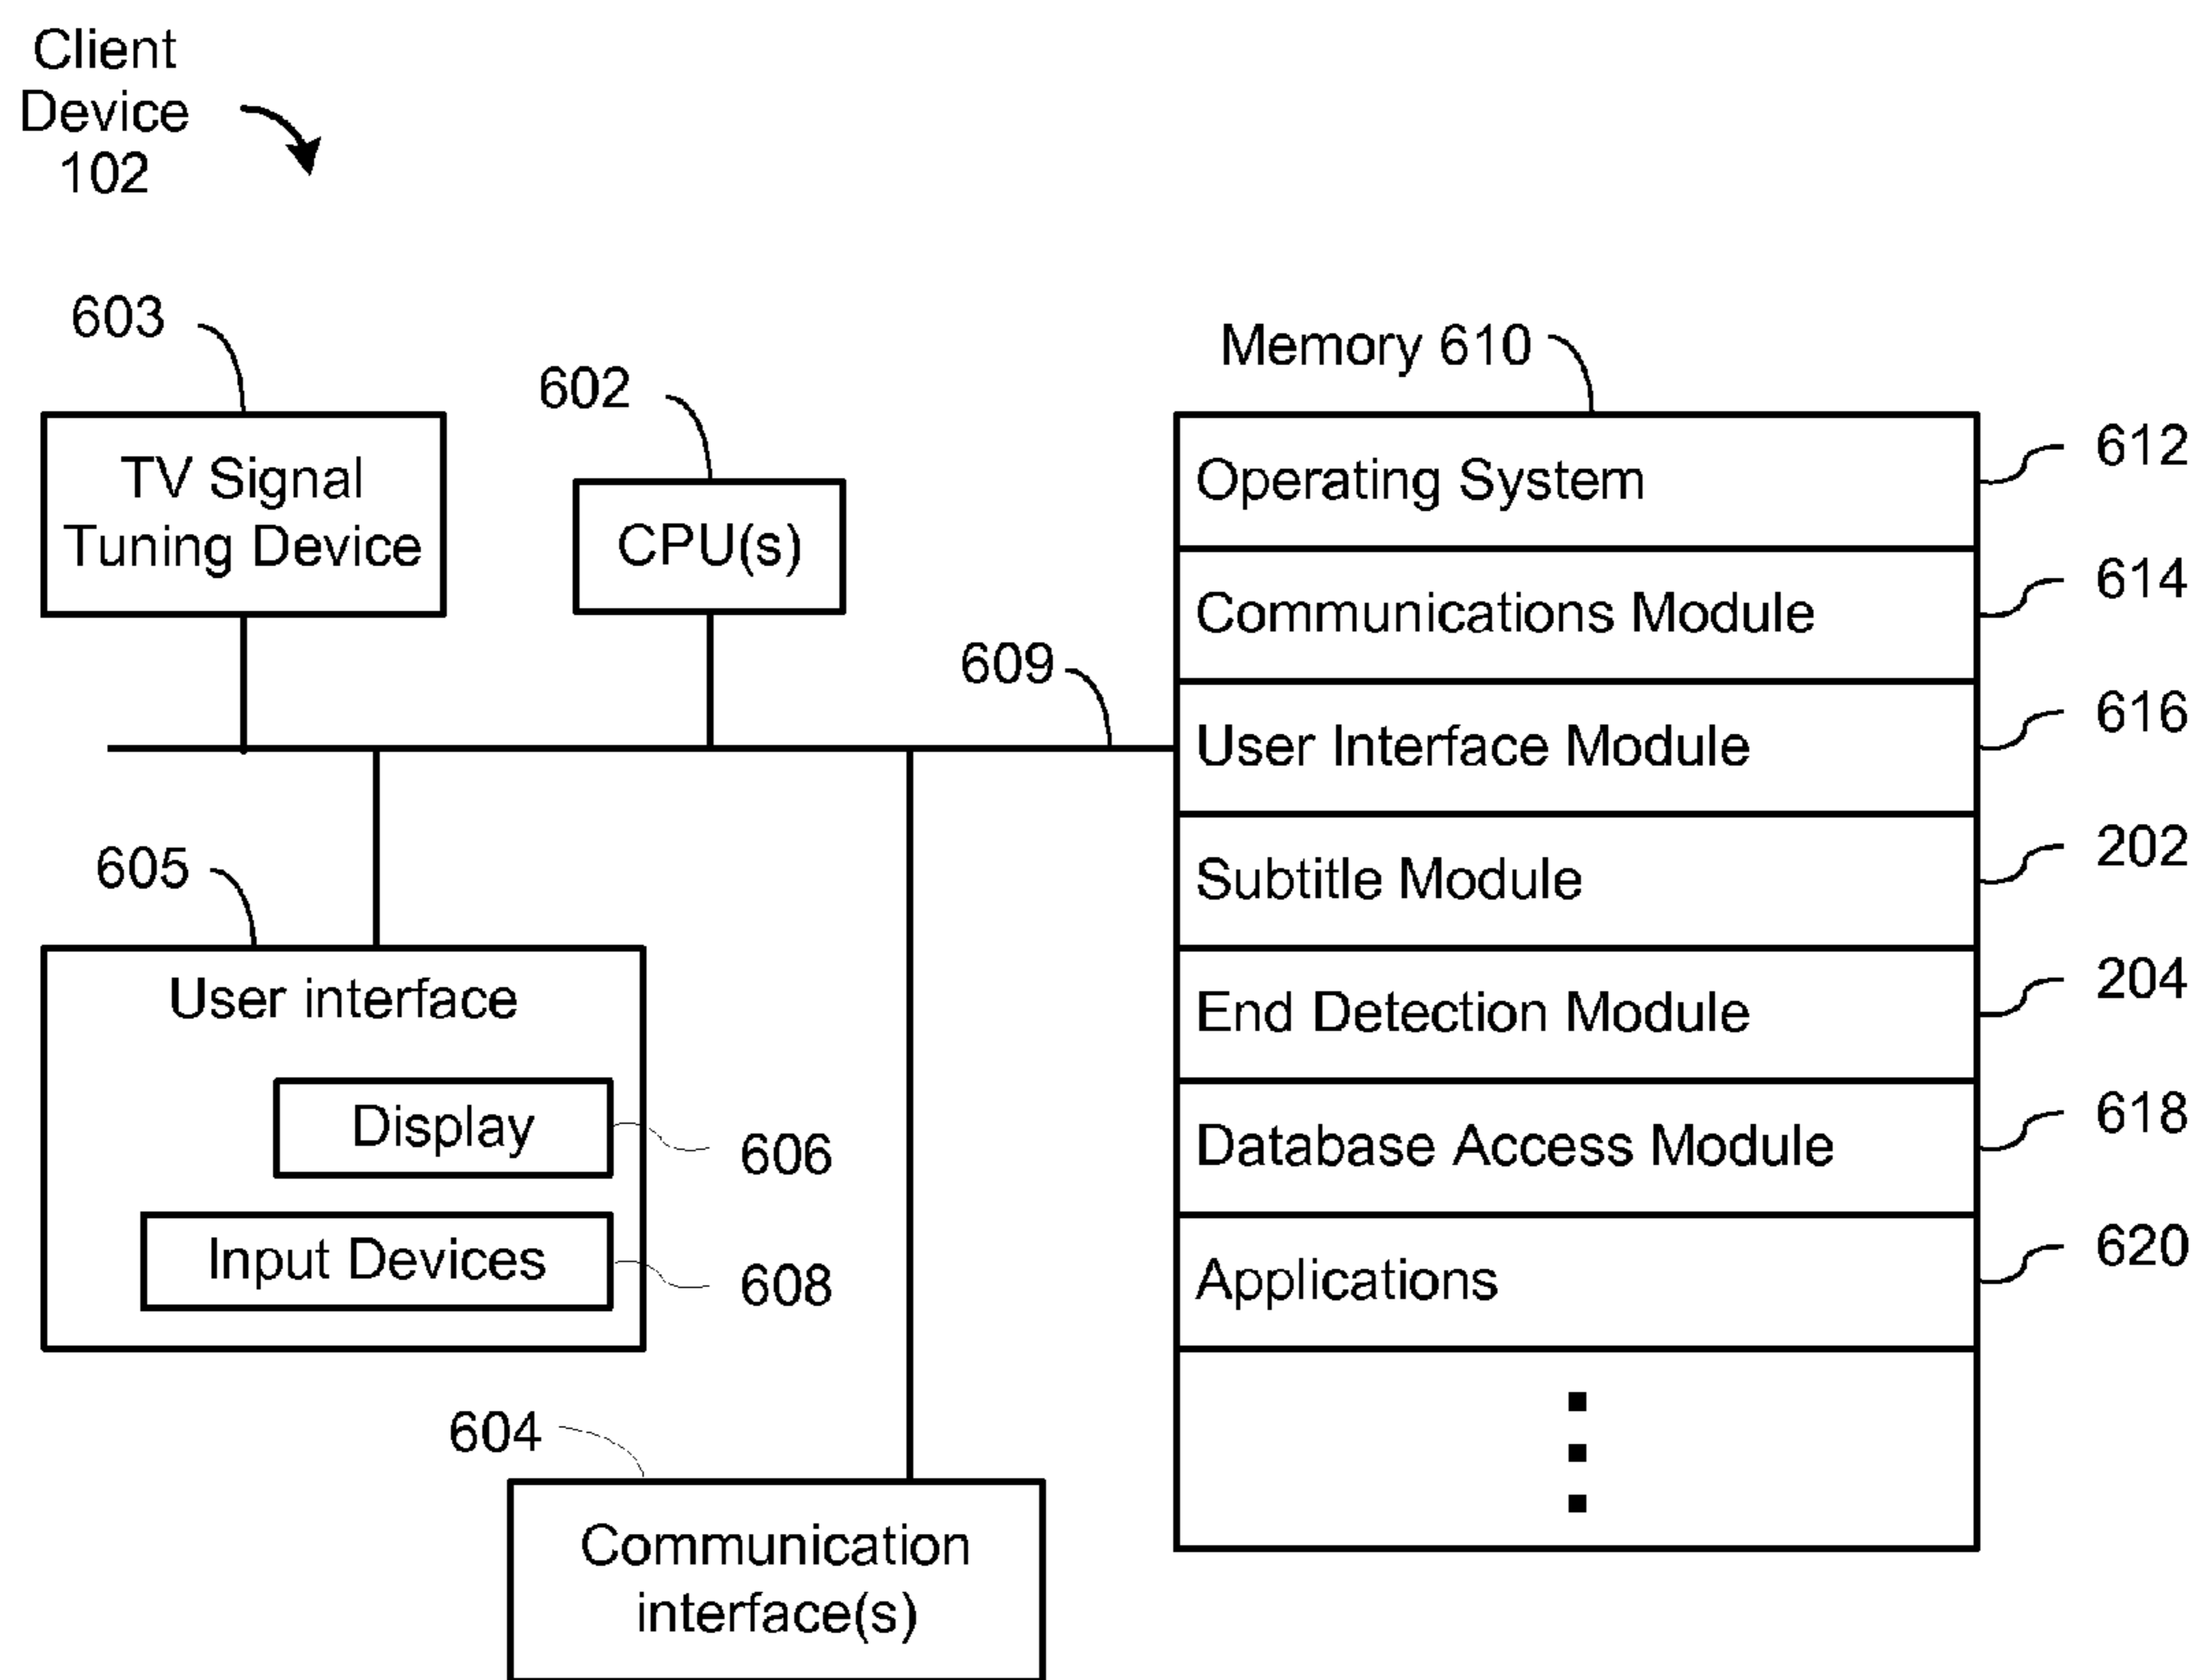 Client
Device
102
603
TV Signal
Tuning Device
602
CPU(s)
609
605
User interface
Display
606
Input Devices
608
604
Communication
interface(s)
Memory 610
Operating System
612
Communications Module
614
User Interface Module
616
Subtitle Module
202
End Detection Module
204
Database Access Module
618
Applications
620